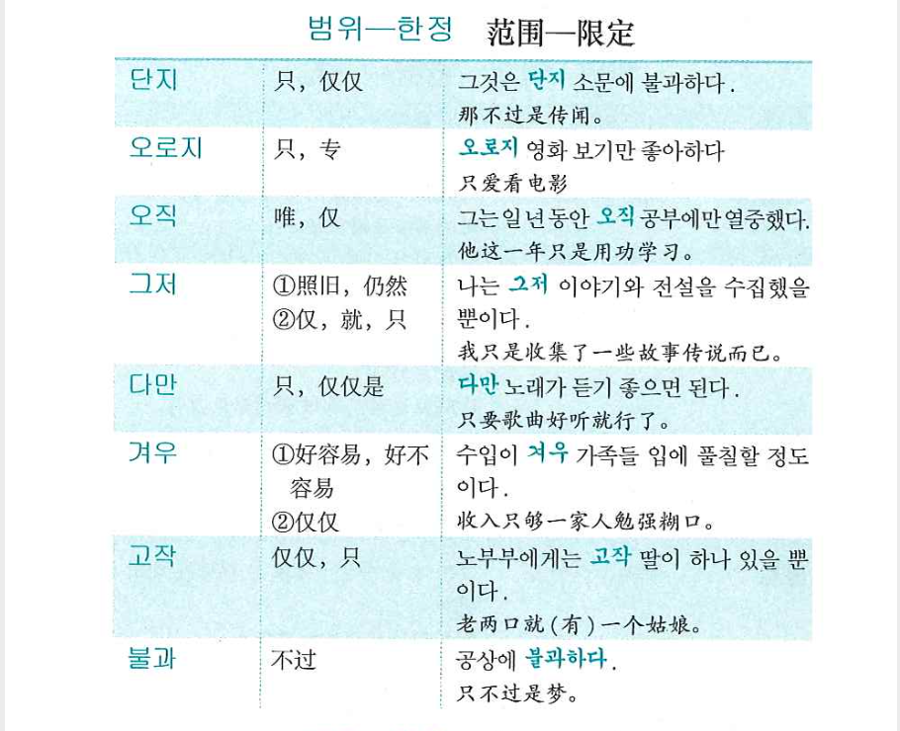 범위—한정 范围—限定
단지 只，仅仅 그것은 단지 소문에 불과하다.
那不过是传闻。
오로지 只，专 오로지 영화 보기만 좋아하다
只爱看电影
오직 唯，仅 그는 일 년 동안 오직 공부에만 열중했다.
他这一年只是用功学习。
그저 ①照旧，仍然 나는 그저 이야기와 전설을 수집했을
②仅，就，只 뿐이다.
我只是收集了一些故事传说而已。
다만 只，仅仅是 다만 노래가 듣기 좋으면 된다.
只要歌曲好听就行了。
겨우 ①好容易，好不 수입이 겨우 가족들 입에 풀칠할 정도
容易 이다.
②仅仅 收入只够一家人勉强糊口。
고작 仅仅，只 노부부에게는 고작 딸이 하나 있을 뿐
이다.
老两口就(有)一个姑娘。
불과 不过 공상에 불과하다.
只不过是梦。